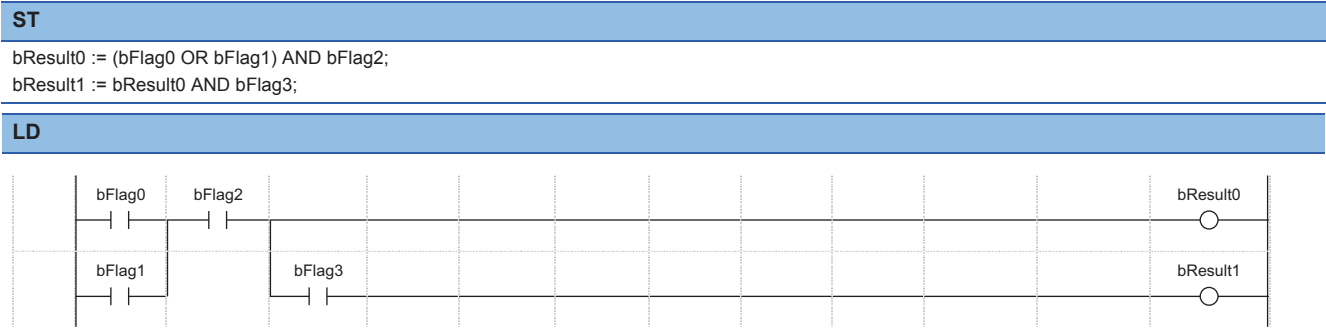 ST
bResult0 := (bFlag0 OR bFlag1) AND bFlag2;
bResult1 := bResult0 AND bFlag3;
LD
bFlag0 bFlag2 bResult0
bFlag1 bFlag3 bResult1